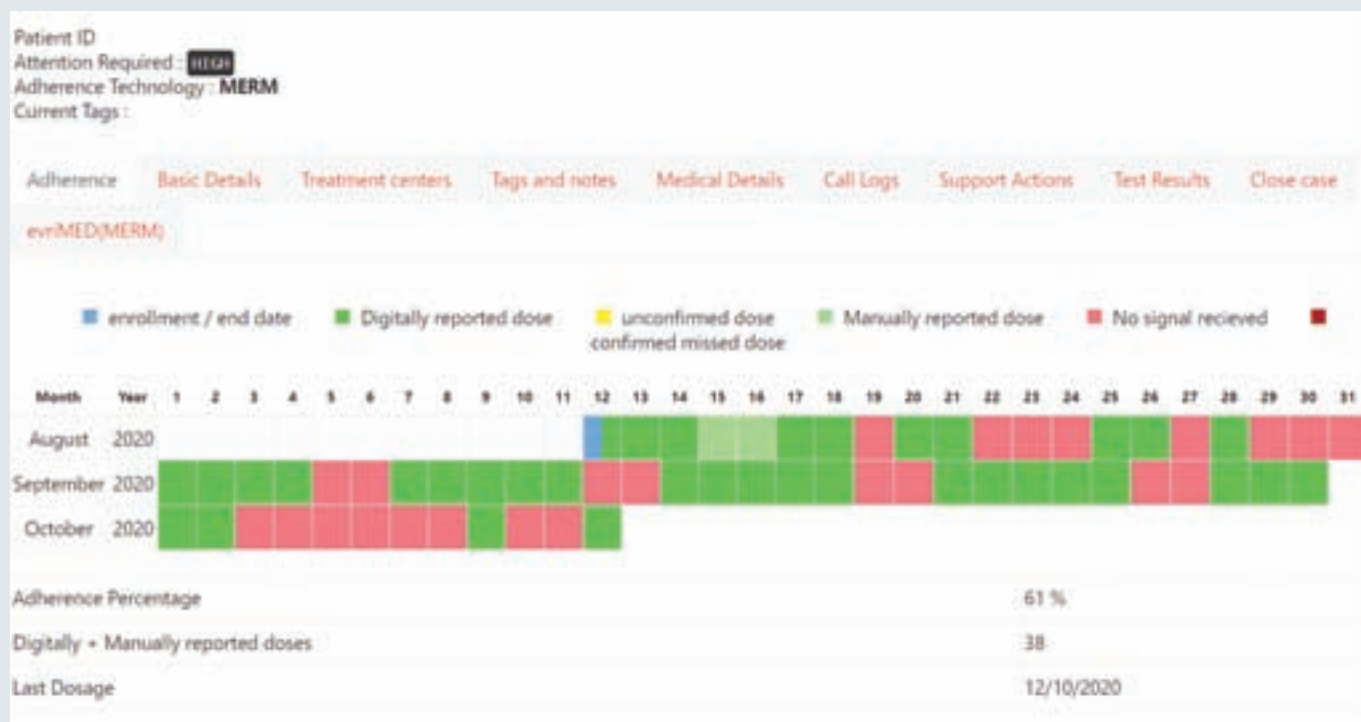 Patient ID
Attention Required : HIGH
Adherence Technology : MERM
Current Tags :
Adherence Basic Details Treatment centers Tags and notes Medical Details Call Logs Support Actions Test Results Close case
evriMED(MERM)
enrollment / end date Digitally reported dose unconfirmed dose Manually reported dose No signal recieved
confirmed missed dose
Month Year 1 2 3 4 5 6 7 8 9 10 11 12 13 14 15 16 17 18 19 20 21 22 23 24 25 26 27 28 29 30 31
August 2020
September 2020
October 2020
Adherence Percentage 61 %
Digitally + Manually reported doses 38
Last Dosage 12/10/2020